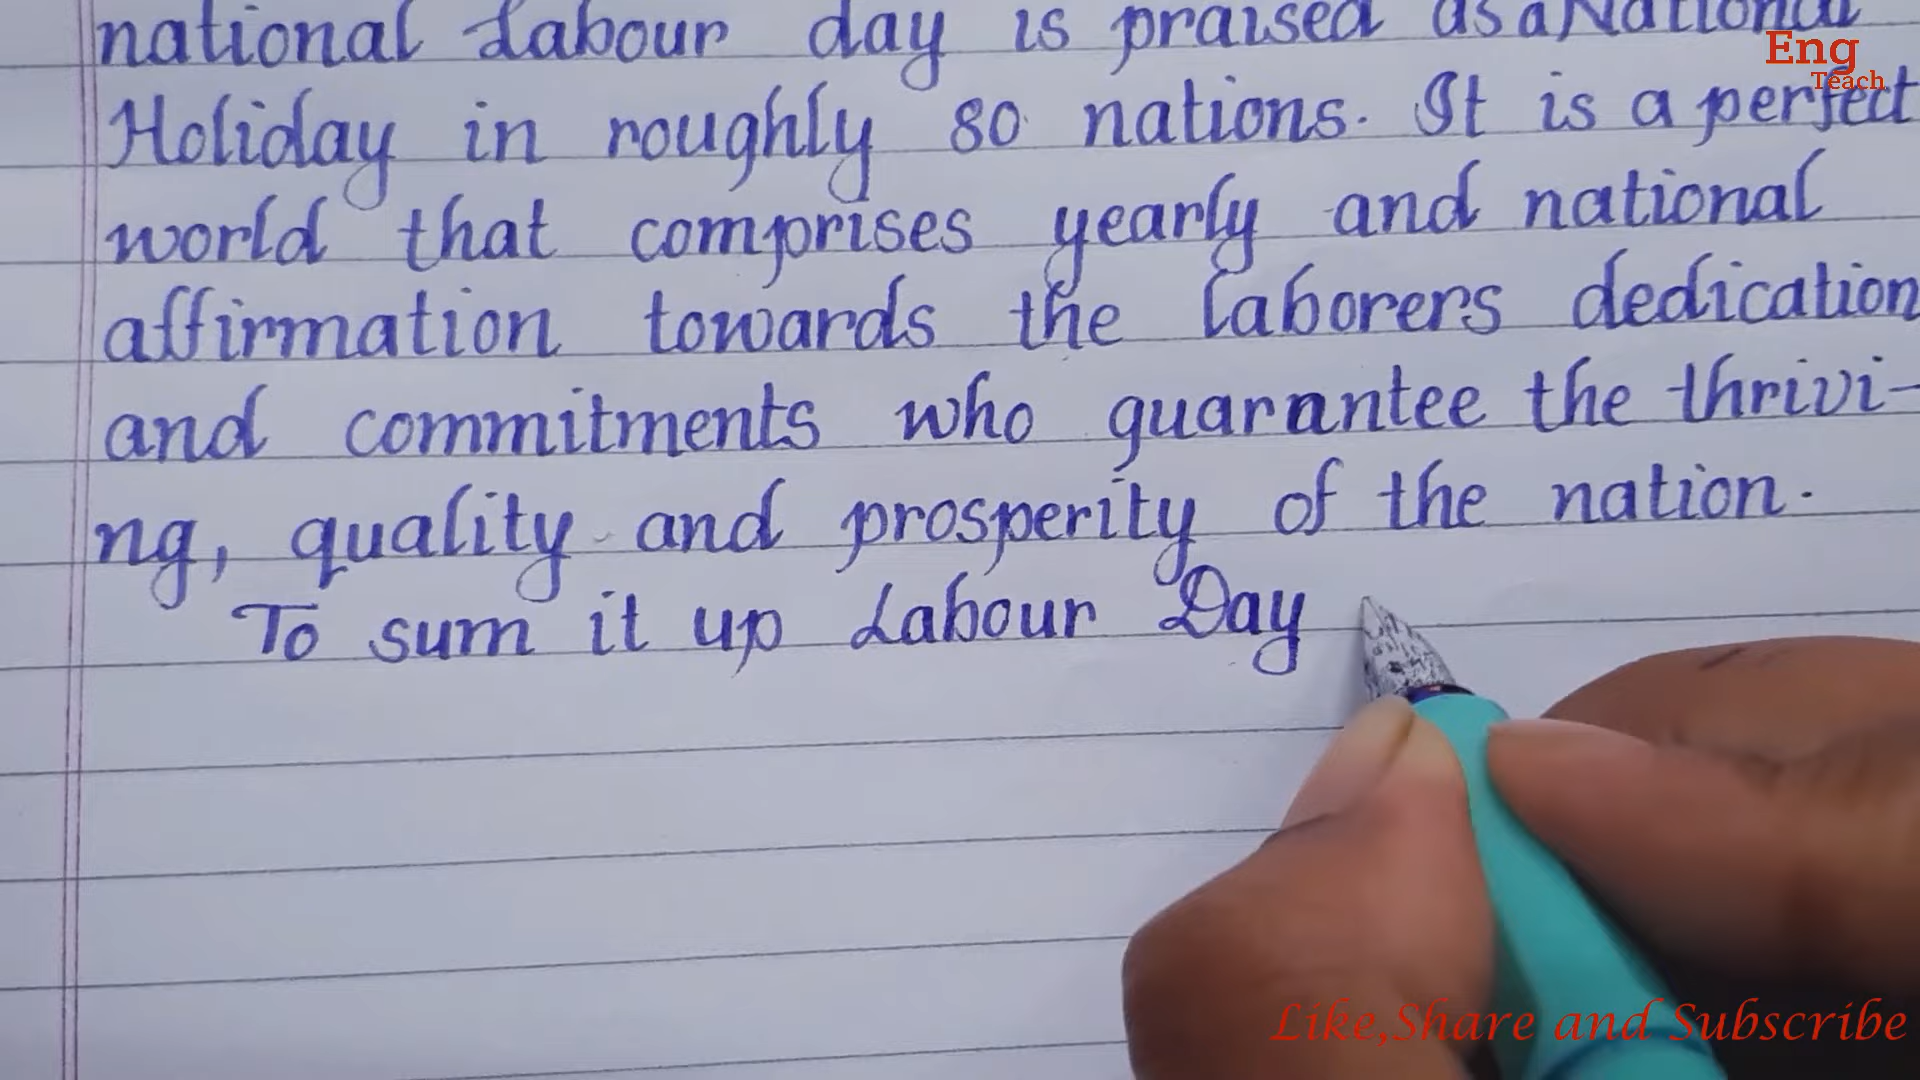 national Labour day is praised as a National
Eng
Teach
Holiday in roughly 80 nations. It is a perfect
world that comprises yearly and national
affirmation towards the laborers dedication
and commitments who guarantee the thrivi-
ng, quality and prosperity of the nation.
To sum it up Labour Day
Like,Share and Subscribe